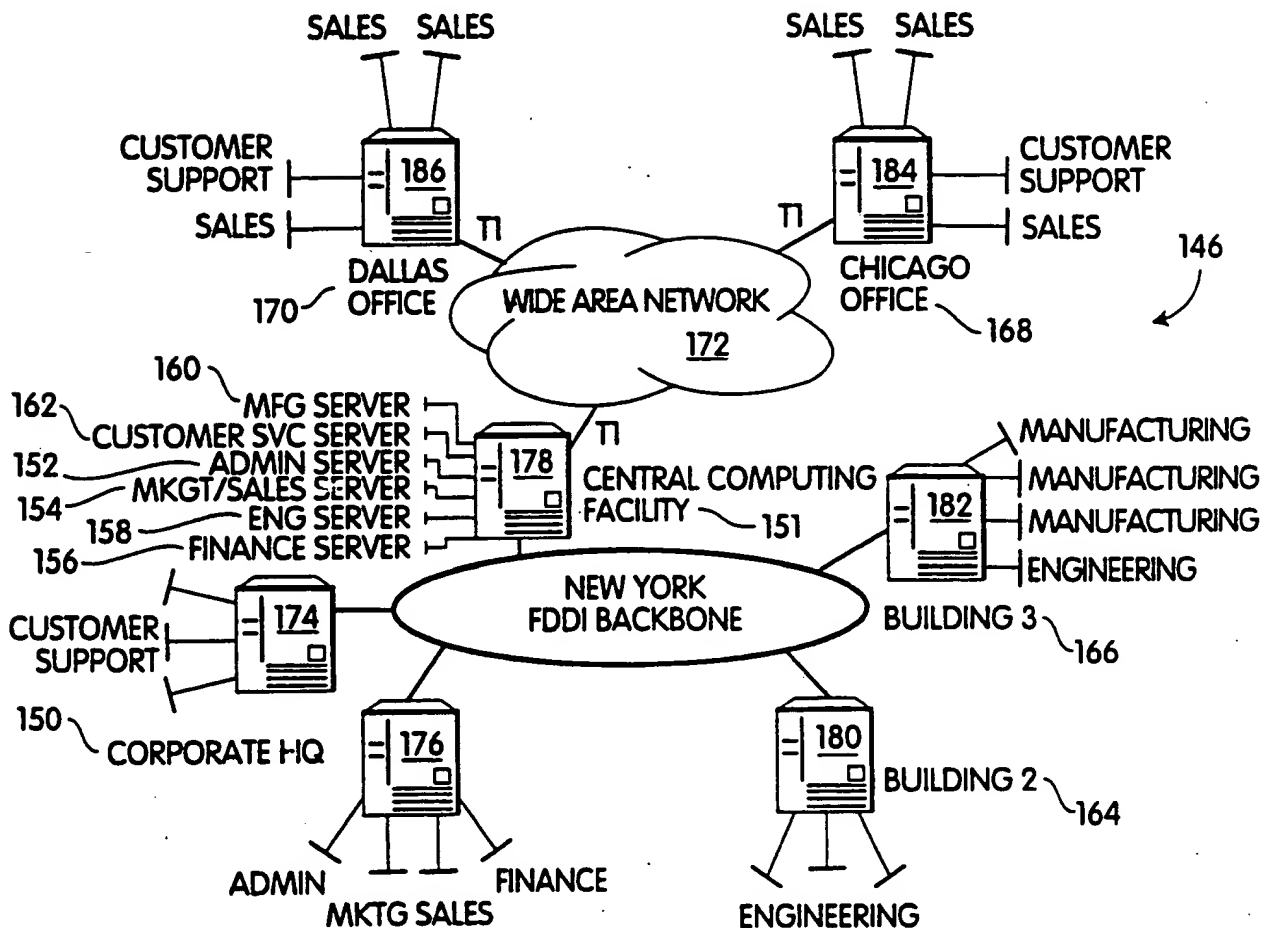 SALES SALES
SALES SALES
CUSTOMER
SUPPORT
186
184
CUSTOMER
SUPPORT
SALES
T1
T1
SALES
DALLAS
OFFICE
170
CHICAGO
OFFICE
168
146
WIDE AREA NETWORK
172
160
MFG SERVER
162
CUSTOMER SVC SERVER
152
ADMIN SERVER
154
MKGT/SALES SERVER
158
ENG SERVER
156
FINANCE SERVER
178
T1
CENTRAL COMPUTING
FACILITY
151
182
MANUFACTURING
MANUFACTURING
MANUFACTURING
ENGINEERING
NEW YORK
FDDI BACKBONE
BUILDING 3
166
174
CUSTOMER
SUPPORT
150
CORPORATE HQ
176
180
BUILDING 2
164
ADMIN
MKTG SALES
FINANCE
ENGINEERING